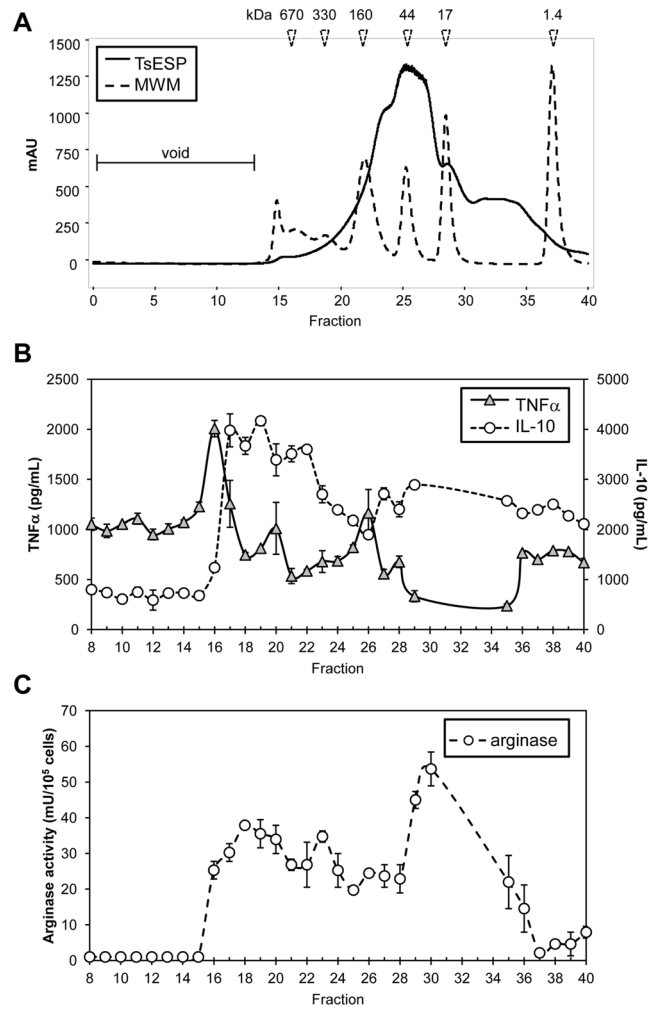 A
kDa 670 330 160 44 17 1.4
1500
1250
1000
750
500
250
0
mAU
TsESP
MWM
void
0 5 10 15 20 25 30 35 40
Fraction
B
2500
2000
1500
1000
500
0
TNFα (pg/mL)
TNFα
IL-10
5000
4000
3000
2000
1000
0
IL-10 (pg/mL)
8 10 12 14 16 18 20 22 24 26 28 30 32 34 36 38 40
Fraction
C
70
60
50
40
30
20
10
0
Arginase activity (mU/10⁵ cells)
arginase
8 10 12 14 16 18 20 22 24 26 28 30 32 34 36 38 40
Fraction